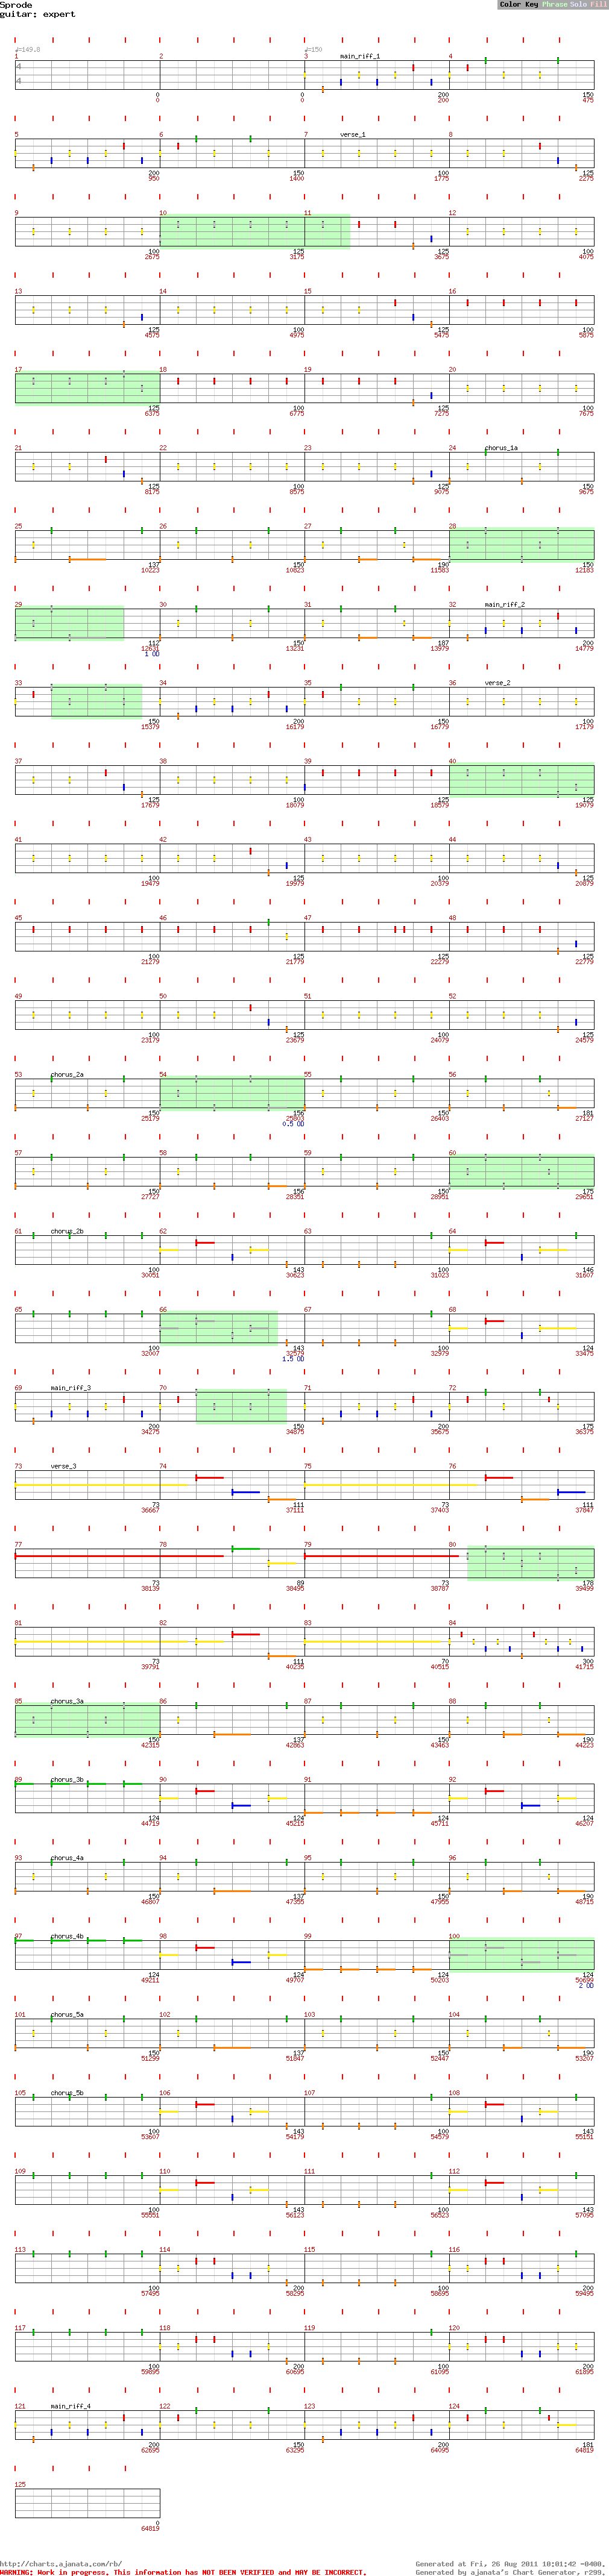 Sprode
Color Key Phrase Solo Fill
guitar: expert
♩=149.8 ♩=150
1 2 3 main_riff_1 4
0 0 200 150
0 0 200 475
5 6 7 verse_1 8
200 150 100 125
950 1400 1775 2275
9 10 11 12
100 125 125 100
2675 3175 3675 4075
13 14 15 16
125 100 125 100
4575 4975 5475 5875
17 18 19 20
125 100 125 100
6375 6775 7275 7675
21 22 23 24 chorus_1a
125 100 125 150
8175 8575 9075 9675
25 26 27 28
137 150 190 150
10223 10823 11583 12183
29 30 31 32 main_riff_2
112 150 187 200
12631 13231 13979 14779
1 OD
33 34 35 36 verse_2
150 200 150 100
15379 16179 16779 17179
37 38 39 40
125 100 125 125
17679 18079 18579 19079
41 42 43 44
100 125 100 125
19479 19979 20379 20879
45 46 47 48
100 125 125 125
21279 21779 22279 22779
49 50 51 52
100 125 100 125
23179 23679 24079 24579
53 chorus_2a 54 55 56
150 156 150 181
25179 25803 26403 27127
0.5 OD
57 58 59 60
150 156 150 175
27727 28351 28951 29651
61 chorus_2b 62 63 64
100 143 100 146
30051 30623 31023 31607
65 66 67 68
100 143 100 124
32007 32579 32979 33475
1.5 OD
69 main_riff_3 70 71 72
200 150 200 175
34275 34875 35675 36375
73 verse_3 74 75 76
73 111 73 111
36667 37111 37403 37847
77 78 79 80
73 89 73 178
38139 38495 38787 39499
81 82 83 84
73 111 70 300
39791 40235 40515 41715
85 chorus_3a 86 87 88
150 137 150 190
42315 42863 43463 44223
89 chorus_3b 90 91 92
124 124 124 124
44719 45215 45711 46207
93 chorus_4a 94 95 96
150 137 150 190
46807 47355 47955 48715
97 chorus_4b 98 99 100
124 124 124 124
49211 49707 50203 50699
2 OD
101 chorus_5a 102 103 104
150 137 150 190
51299 51847 52447 53207
105 chorus_5b 106 107 108
100 143 100 143
53607 54179 54579 55151
109 110 111 112
100 143 100 143
55551 56123 56523 57095
113 114 115 116
100 200 100 200
57495 58295 58695 59495
117 118 119 120
100 200 100 200
59895 60695 61095 61895
121 main_riff_4 122 123 124
200 150 200 181
62695 63295 64095 64819
125
0
64819
http://charts.ajanata.com/rb/ Generated at Fri, 26 Aug 2011 18:01:42 -0400.
WARNING: Work in progress. This information has NOT BEEN VERIFIED and MAY BE INCORRECT. Generated by ajanata's Chart Generator, r299.